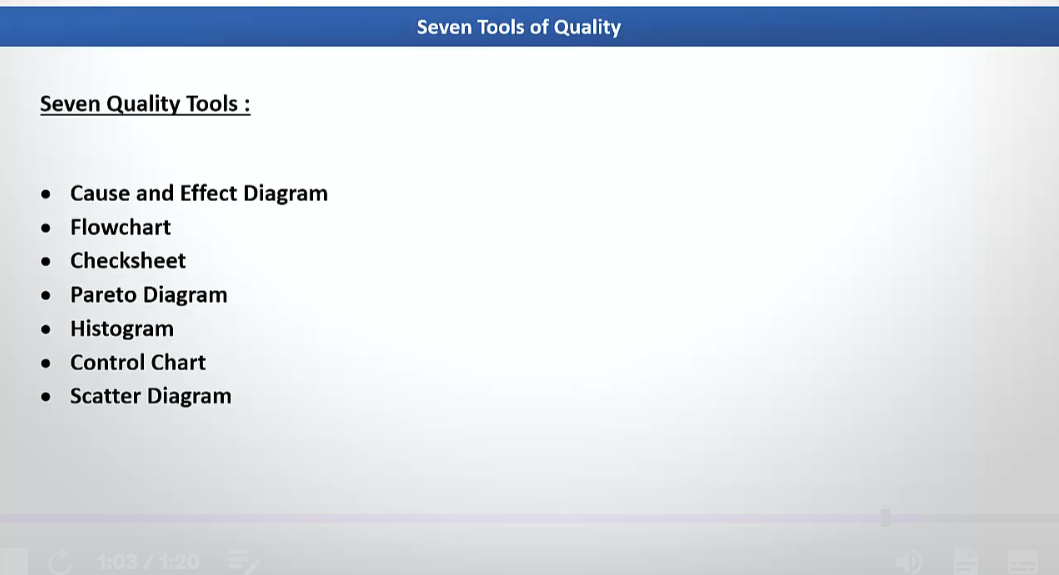 Seven Tools of Quality
Seven Quality Tools :
• Cause and Effect Diagram
• Flowchart
• Checksheet
• Pareto Diagram
• Histogram
• Control Chart
• Scatter Diagram
1:03 / 1:20